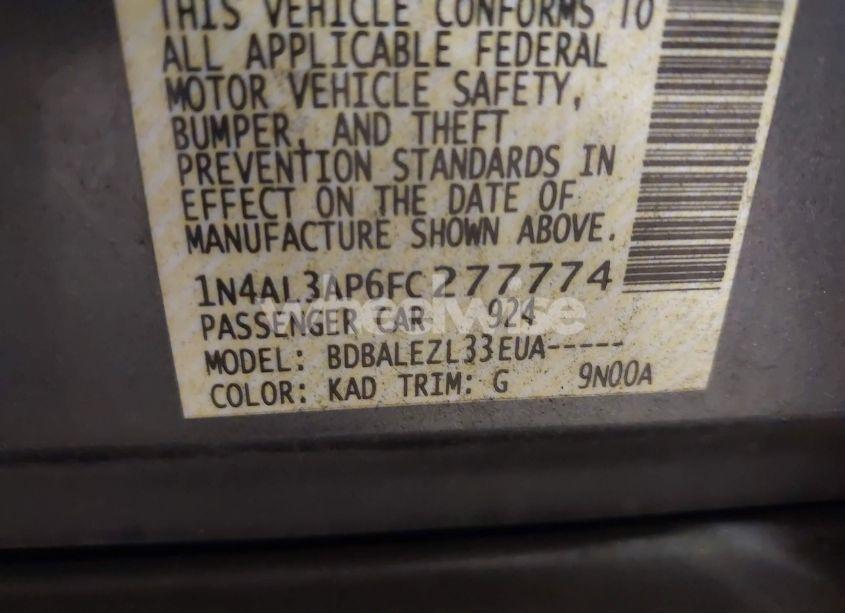 THIS VEHICLE CONFORMS TO
ALL APPLICABLE FEDERAL
MOTOR VEHICLE SAFETY,
BUMPER, AND THEFT
PREVENTION STANDARDS IN
EFFECT ON THE DATE OF
MANUFACTURE SHOWN ABOVE.
1N4AL3AP6FC277774
wheelwise
PASSENGER CAR 924
MODEL: BDBALEZL33EUA-----
COLOR: KAD TRIM: G 9N00A